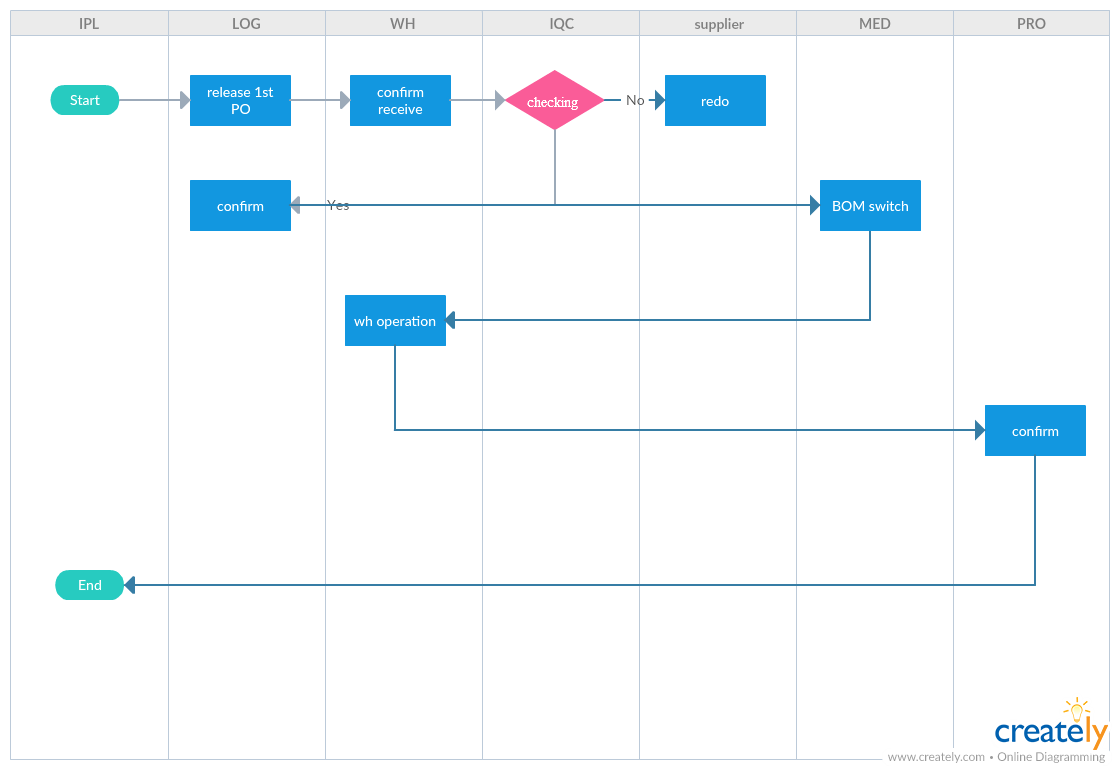 IPL LOG WH IQC supplier MED PRO
Start
release 1st
PO
confirm
receive
checking
No
redo
confirm
Yes
BOM switch
wh operation
confirm
End
creately
www.creately.com • Online Diagramming